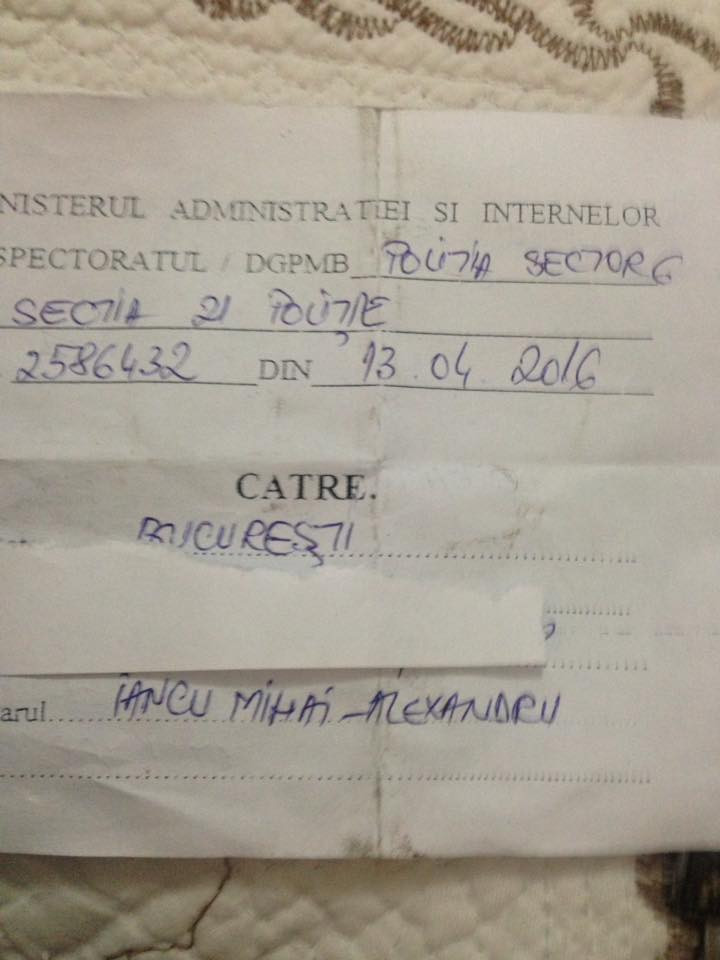 NISTERUL ADMINISTRATIEI SI INTERNELOR
SPECTORATUL / DGPMB POLIȚIA SECTOR 6
SECTIA 21 POLIȚIE
2586432 DIN 13.04.2016
CATRE.
BUCUREȘTI
arul.... IANCU MIHAI-ALEXANDRU